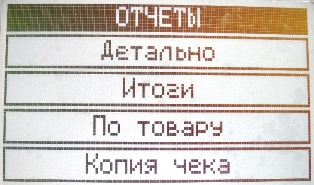 ОТЧЕТЫ
Детально
Итоги
По товару
Копия чека